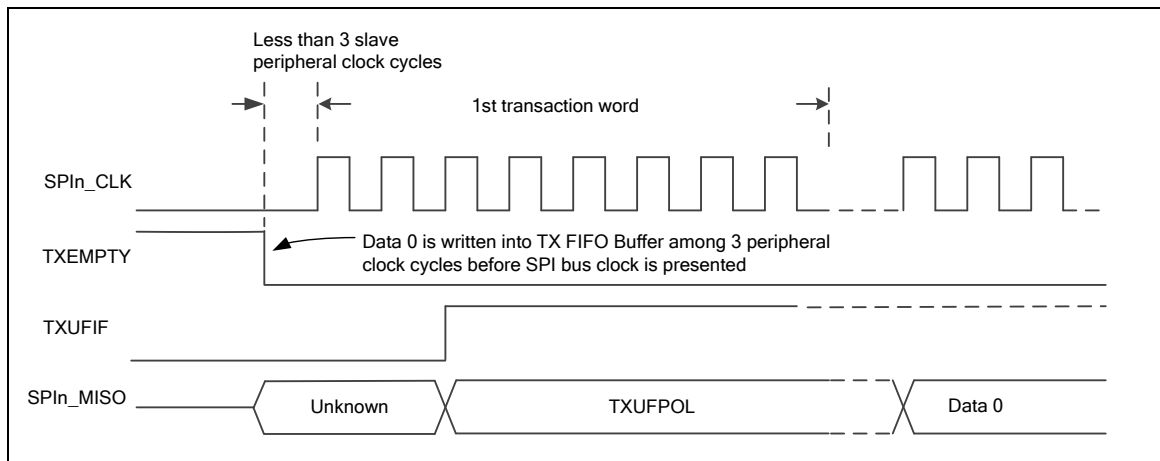 Less than 3 slave
peripheral clock cycles
1st transaction word
SPIn_CLK
TXEMPTY
Data 0 is written into TX FIFO Buffer among 3 peripheral
clock cycles before SPI bus clock is presented
TXUFIF
SPIn_MISO
Unknown
TXUFPOL
Data 0